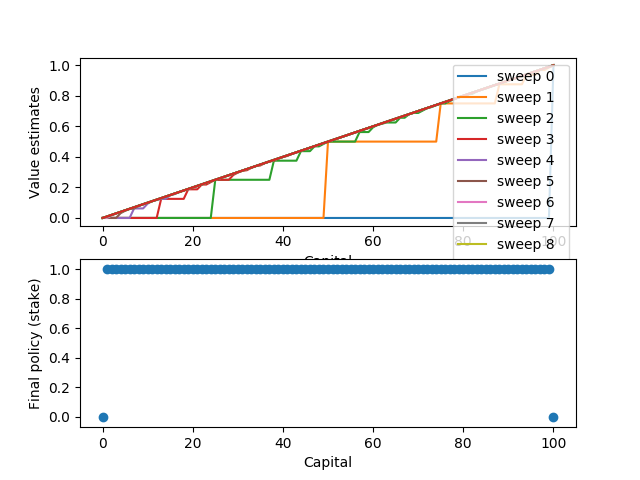 Value estimates
1.0
0.8
0.6
0.4
0.2
0.0
0
20
40
60
80
100
Capital
sweep 0
sweep 1
sweep 2
sweep 3
sweep 4
sweep 5
sweep 6
sweep 7
sweep 8
Final policy (stake)
1.0
0.8
0.6
0.4
0.2
0.0
0
20
40
60
80
100
Capital